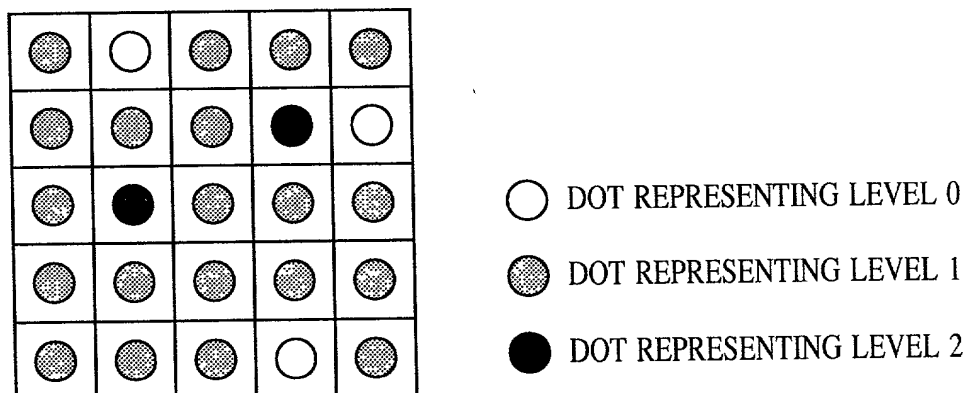 DOT REPRESENTING LEVEL 0
DOT REPRESENTING LEVEL 1
DOT REPRESENTING LEVEL 2